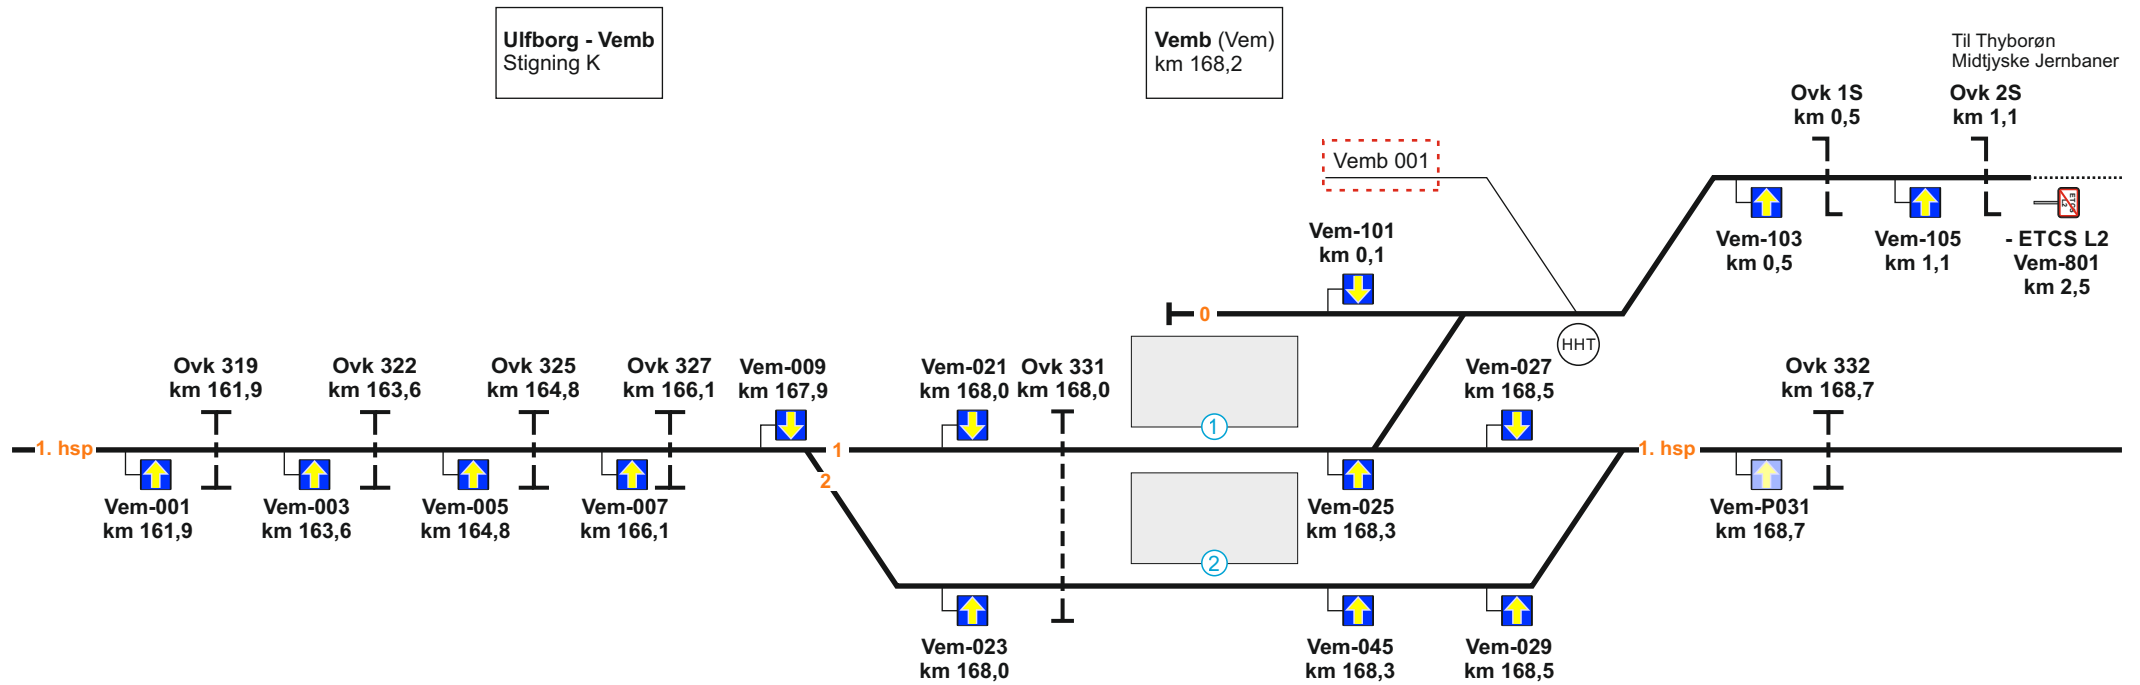 Ulfborg - Vemb
Stigning K
Vemb (Vem)
km 168,2
Til Thyborøn
Midtjyske Jernbaner
Ovk 1S
km 0,5
Ovk 2S
km 1,1
Vemb 001
Vem-101
km 0,1
Vem-103
km 0,5
Vem-105
km 1,1
ETCS
L2
- ETCS L2
Vem-801
km 2,5
0
HHT
Ovk 319
km 161,9
Ovk 322
km 163,6
Ovk 325
km 164,8
Ovk 327
km 166,1
Vem-009
km 167,9
Vem-021
km 168,0
Ovk 331
km 168,0
Vem-027
km 168,5
Ovk 332
km 168,7
1
1. hsp
1
2
1. hsp
Vem-001
km 161,9
Vem-003
km 163,6
Vem-005
km 164,8
Vem-007
km 166,1
Vem-025
km 168,3
Vem-P031
km 168,7
2
Vem-023
km 168,0
Vem-045
km 168,3
Vem-029
km 168,5